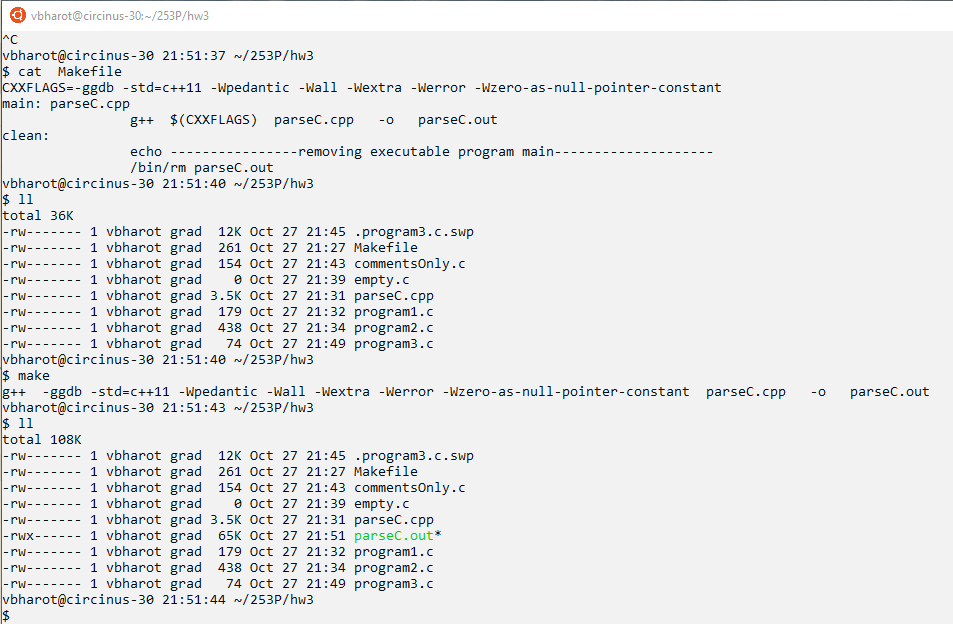 vbharot@circinus-30:~/253P/hw3
^C
vbharot@circinus-30 21:51:37 ~/253P/hw3
$ cat  Makefile
CXXFLAGS=-ggdb -std=c++11 -Wpedantic -Wall -Wextra -Werror -Wzero-as-null-pointer-constant
main: parseC.cpp
                g++  $(CXXFLAGS)  parseC.cpp   -o   parseC.out
clean:
                echo ----------------removing executable program main--------------------
                /bin/rm parseC.out
vbharot@circinus-30 21:51:40 ~/253P/hw3
$ ll
total 36K
-rw------- 1 vbharot grad  12K Oct 27 21:45 .program3.c.swp
-rw------- 1 vbharot grad  261 Oct 27 21:27 Makefile
-rw------- 1 vbharot grad  154 Oct 27 21:43 commentsOnly.c
-rw------- 1 vbharot grad    0 Oct 27 21:39 empty.c
-rw------- 1 vbharot grad 3.5K Oct 27 21:31 parseC.cpp
-rw------- 1 vbharot grad  179 Oct 27 21:32 program1.c
-rw------- 1 vbharot grad  438 Oct 27 21:34 program2.c
-rw------- 1 vbharot grad   74 Oct 27 21:49 program3.c
vbharot@circinus-30 21:51:40 ~/253P/hw3
$ make
g++  -ggdb -std=c++11 -Wpedantic -Wall -Wextra -Werror -Wzero-as-null-pointer-constant  parseC.cpp   -o   parseC.out
vbharot@circinus-30 21:51:43 ~/253P/hw3
$ ll
total 108K
-rw------- 1 vbharot grad  12K Oct 27 21:45 .program3.c.swp
-rw------- 1 vbharot grad  261 Oct 27 21:27 Makefile
-rw------- 1 vbharot grad  154 Oct 27 21:43 commentsOnly.c
-rw------- 1 vbharot grad    0 Oct 27 21:39 empty.c
-rw------- 1 vbharot grad 3.5K Oct 27 21:31 parseC.cpp
-rwx------ 1 vbharot grad  65K Oct 27 21:51 parseC.out*
-rw------- 1 vbharot grad  179 Oct 27 21:32 program1.c
-rw------- 1 vbharot grad  438 Oct 27 21:34 program2.c
-rw------- 1 vbharot grad   74 Oct 27 21:49 program3.c
vbharot@circinus-30 21:51:44 ~/253P/hw3
$